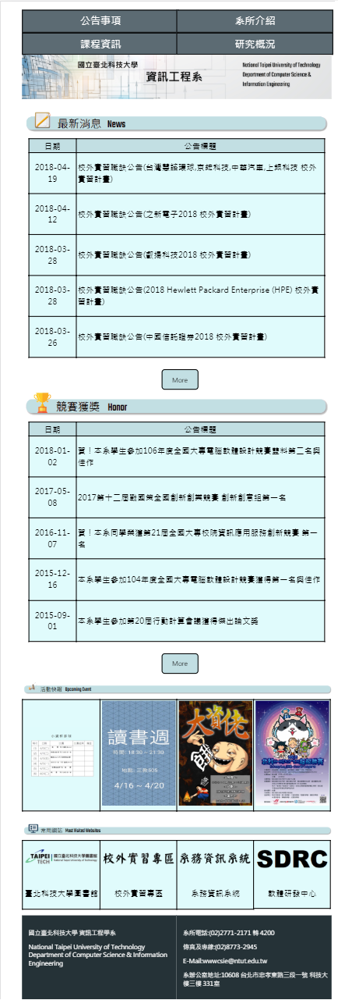 公告事項
系所介紹
課程資訊
研究概況
國立臺北科技大學
資訊工程系
National Taipei University of Technology
Department of Computer Science &
Information Engineering
最新消息 News
日期
公告標題
2018-04-19
校外實習職缺公告(台灣慧諮環球,京鋐科技,中華汽車,上銀科技 校外
實習計畫)
2018-04-12
校外實習職缺公告(之新電子2018 校外實習計畫)
2018-03-28
校外實習職缺公告(叡揚科技2018 校外實習計畫)
2018-03-28
校外實習職缺公告(2018 Hewlett Packard Enterprise (HPE) 校外實
習計畫)
2018-03-26
校外實習職缺公告(中國信託證券2018 校外實習計畫)
More
競賽獲獎 Honor
日期
公告標題
2018-01-02
賀！本系學生參加106年度全國大專電腦軟體設計競賽雙料第二名與
佳作
2017-05-08
2017第十二屆戰國策全國創新創業競賽 創新創意組第一名
2016-11-07
賀！本系同學榮獲第21屆全國大專校院資訊應用服務創新競賽 第一
名
2015-12-16
本系學生參加104年度全國大專電腦軟體設計競賽獲得第一名與佳作
2015-09-01
本系學生參加第20屆行動計算會議獲得傑出論文獎
More
活動快報 Upcoming Event
讀書週
時間: 18:30 ~ 21:30
地點: 三教505
4/16 ~ 4/20
大資佬
餓
常用網站 Most Visited Websites
TAIPEI TECH 國立臺北科技大學圖書館
National Taipei University of Technology
校外實習專區
系務資訊系統
SDRC
臺北科技大學圖書館
校外實習專區
系務資訊系統
軟體研發中心
國立臺北科技大學 資訊工程學系
National Taipei University of Technology
Department of Computer Science & Information
Engineering
系所電話:(02)2771-2171 轉 4200
傳真及專線:(02)8773-2945
E-Mail:wwwcsie@ntut.edu.tw
系辦公室地址:10608 台北市忠孝東路三段一號 科技大
樓三樓 331室